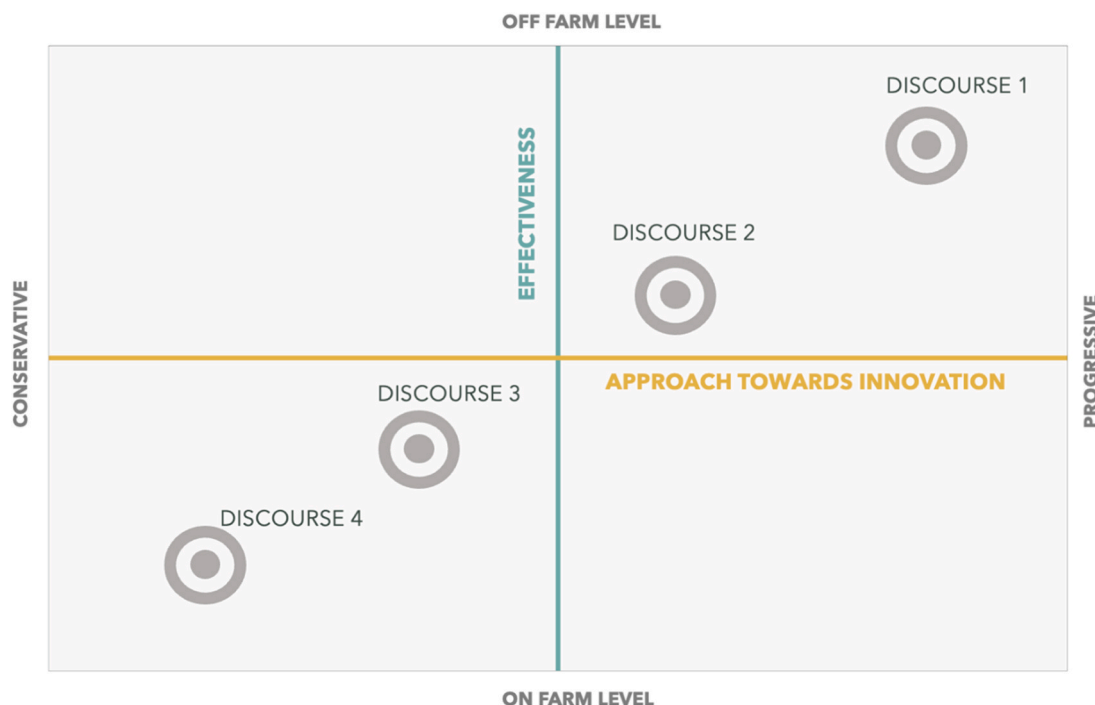 OFF FARM LEVEL
DISCOURSE 1
EFFECTIVENESS
DISCOURSE 2
CONSERVATIVE
PROGRESSIVE
APPROACH TOWARDS INNOVATION
DISCOURSE 3
DISCOURSE 4
ON FARM LEVEL